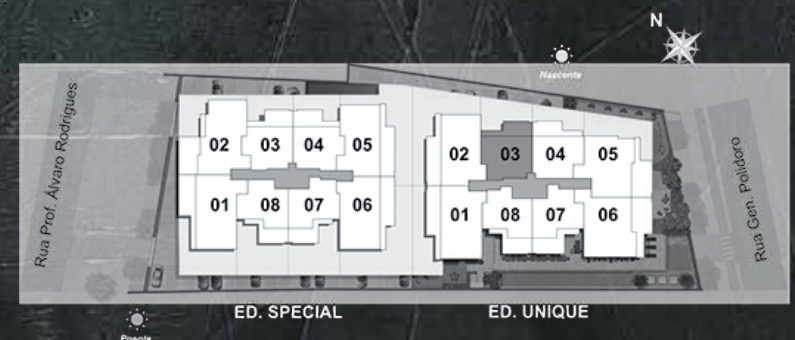 N
Nascente
Rua Prof. Álvaro Rodrigues
02 03 04 05
01 08 07 06
02 03 04 05
01 08 07 06
Rua Gen. Polidoro
ED. SPECIAL
ED. UNIQUE
Poente